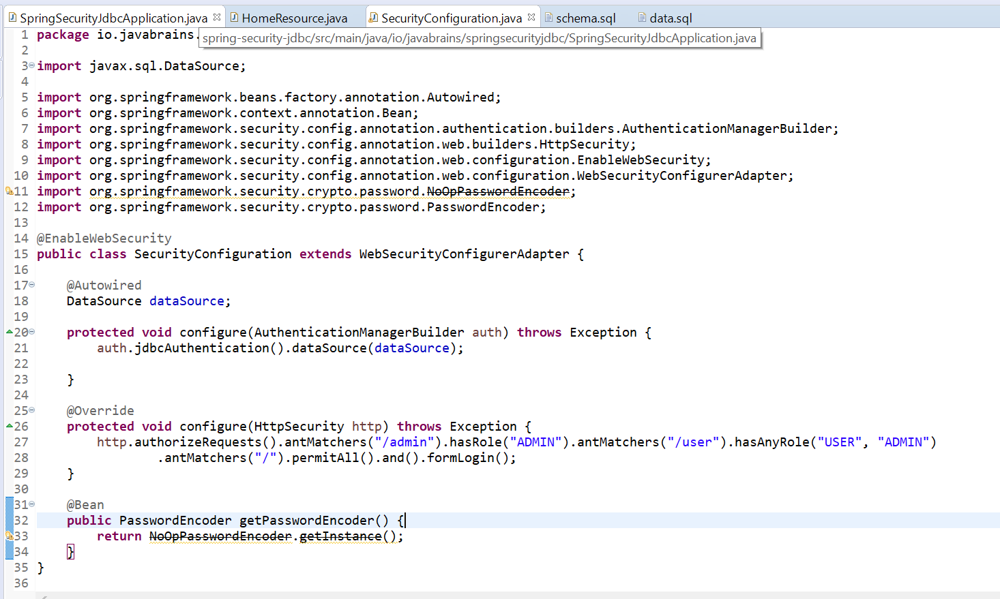 SpringSecurityJdbcApplication.java HomeResource.java SecurityConfiguration.java schema.sql data.sql
1 package io.javabrains.
spring-security-jdbc/src/main/java/io/javabrains/springsecurityjdbc/SpringSecurityJdbcApplication.java
2
3 import javax.sql.DataSource;
4
5 import org.springframework.beans.factory.annotation.Autowired;
6 import org.springframework.context.annotation.Bean;
7 import org.springframework.security.config.annotation.authentication.builders.AuthenticationManagerBuilder;
8 import org.springframework.security.config.annotation.web.builders.HttpSecurity;
9 import org.springframework.security.config.annotation.web.configuration.EnableWebSecurity;
10 import org.springframework.security.config.annotation.web.configuration.WebSecurityConfigurerAdapter;
11 import org.springframework.security.crypto.password.NoOpPasswordEncoder;
12 import org.springframework.security.crypto.password.PasswordEncoder;
13
14 @EnableWebSecurity
15 public class SecurityConfiguration extends WebSecurityConfigurerAdapter {
16
17 @Autowired
18 DataSource dataSource;
19
20 protected void configure(AuthenticationManagerBuilder auth) throws Exception {
21 auth.jdbcAuthentication().dataSource(dataSource);
22
23 }
24
25 @Override
26 protected void configure(HttpSecurity http) throws Exception {
27 http.authorizeRequests().antMatchers("/admin").hasRole("ADMIN").antMatchers("/user").hasAnyRole("USER", "ADMIN")
28 .antMatchers("/").permitAll().and().formLogin();
29 }
30
31 @Bean
32 public PasswordEncoder getPasswordEncoder() {
33 return NoOpPasswordEncoder.getInstance();
34 }
35 }
36